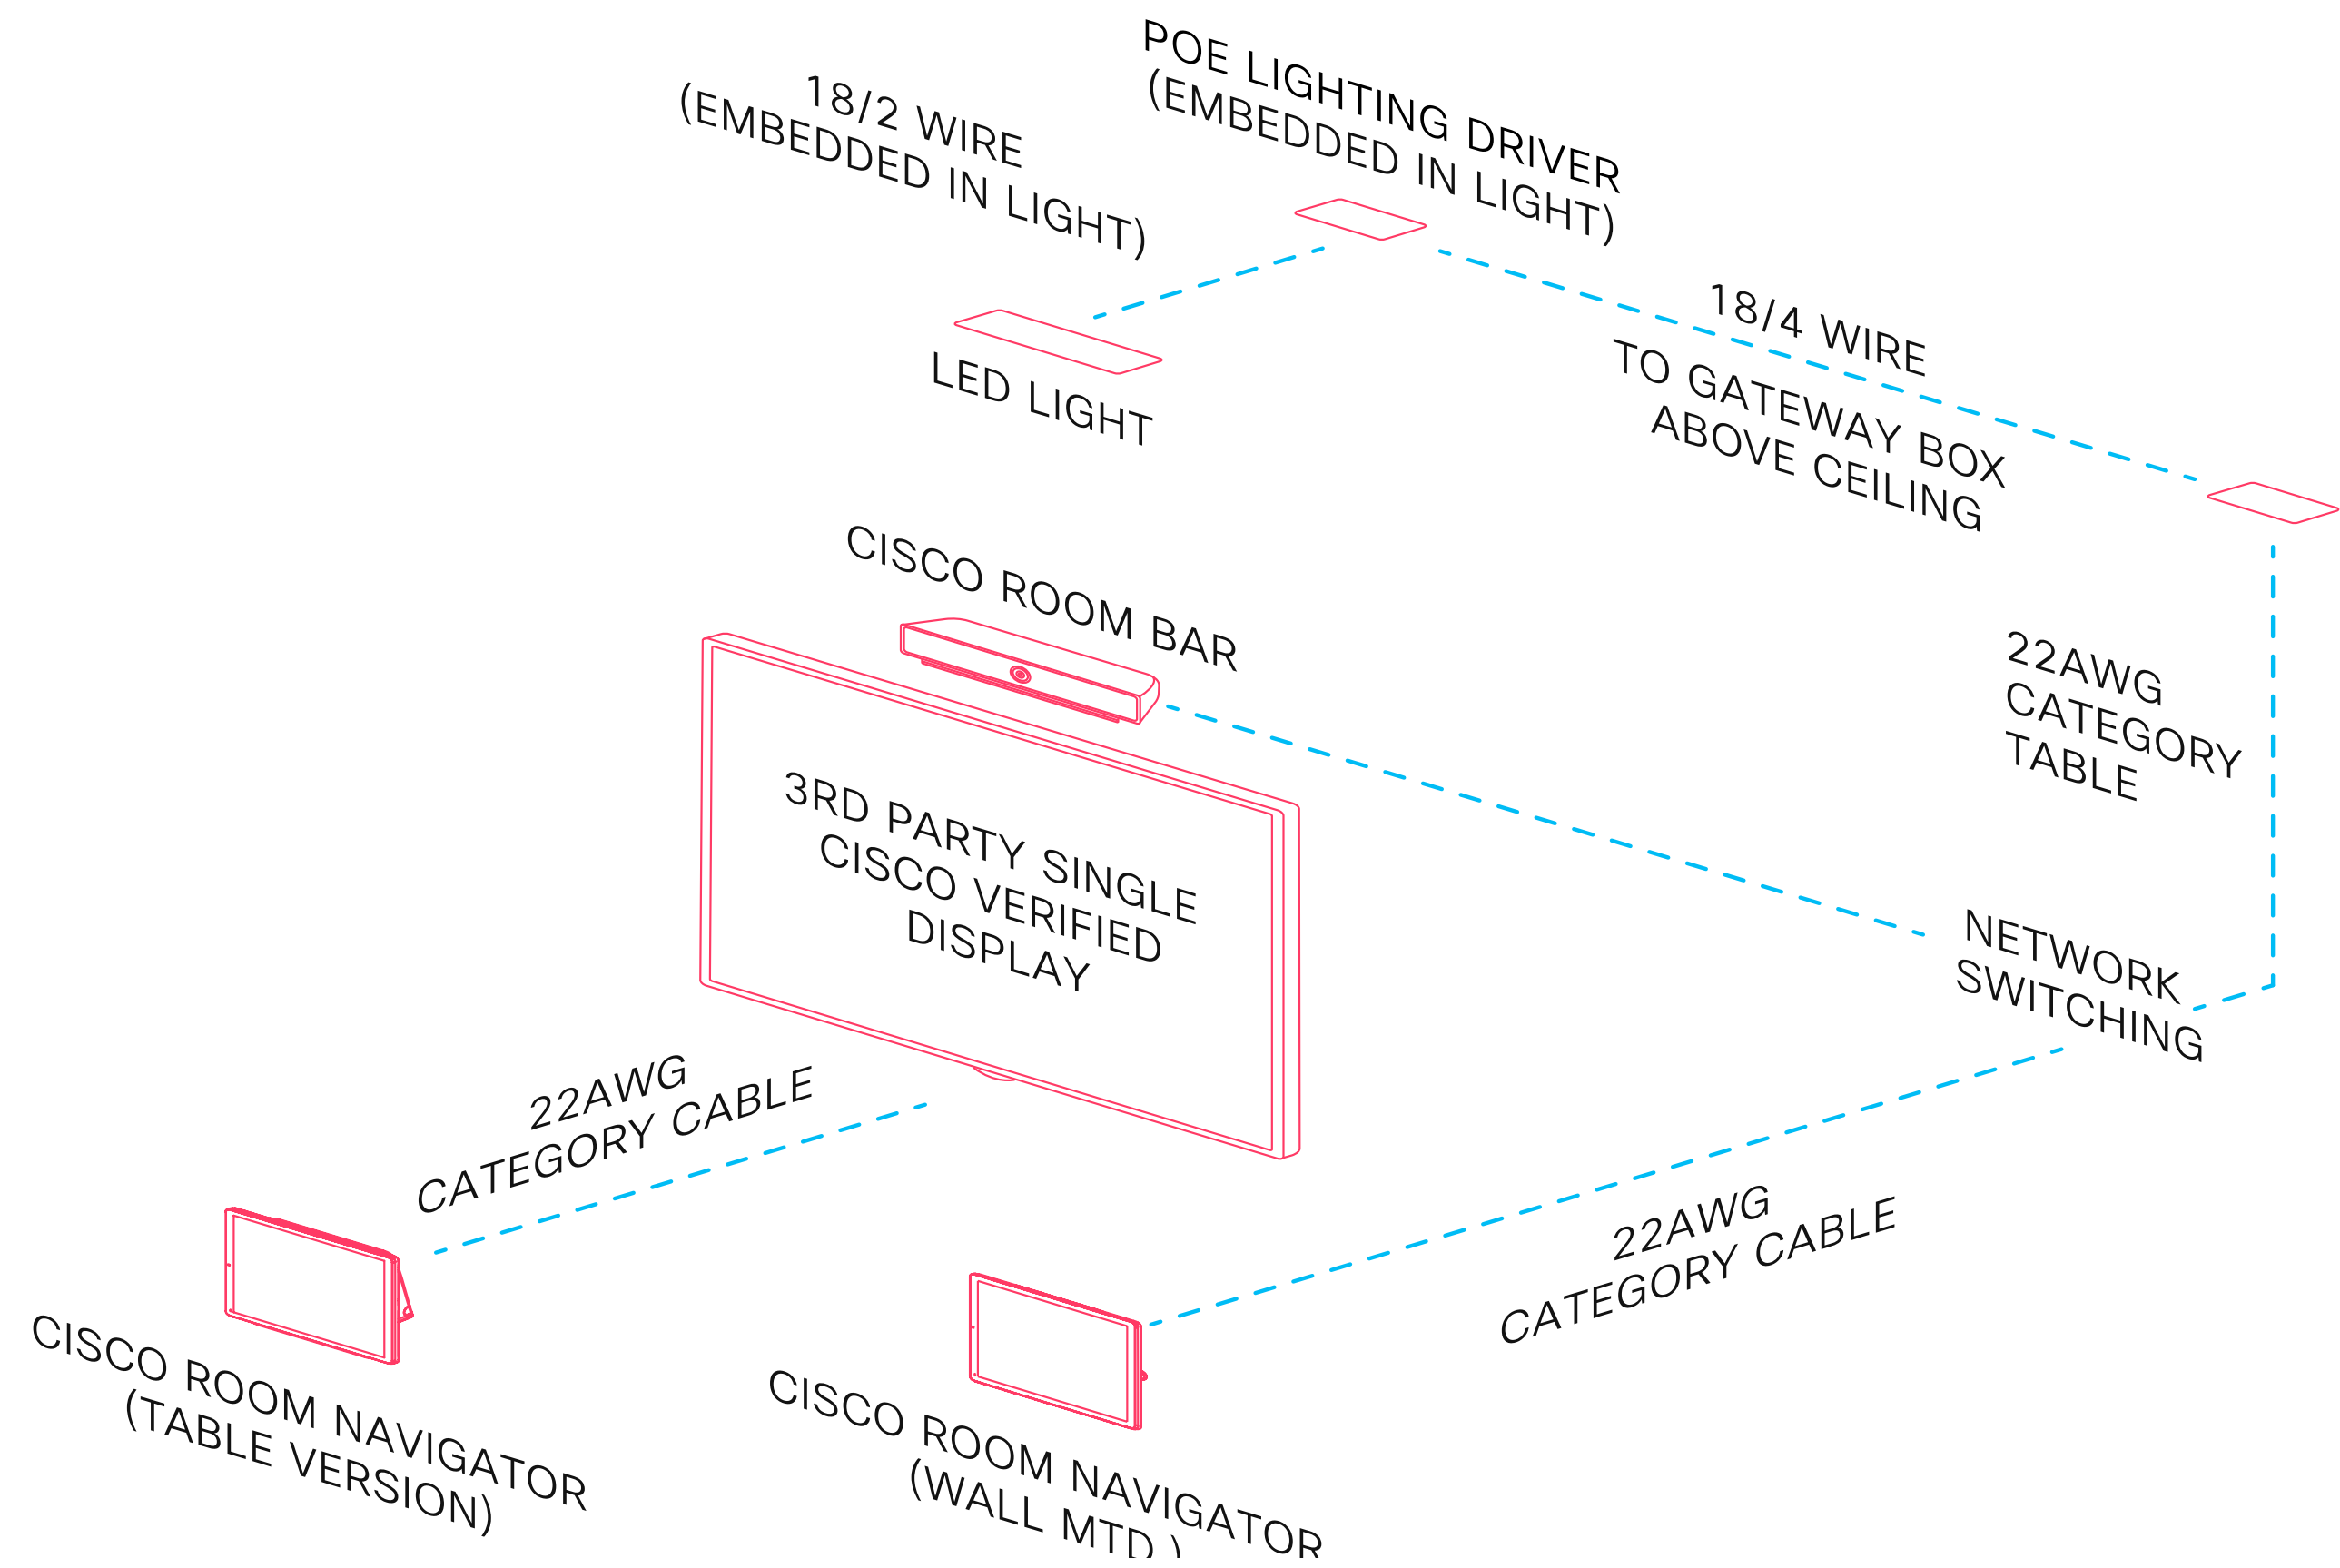 POE LIGHTING DRIVER
(EMBEDDED IN LIGHT)
18/2 WIRE
(EMBEDDED IN LIGHT)
LED LIGHT
18/4 WIRE
TO GATEWAY BOX
ABOVE CEILING
CISCO ROOM BAR
22AWG
CATEGORY
TABLE
3RD PARTY SINGLE
CISCO VERIFIED
DISPLAY
NETWORK
SWITCHING
22AWG
CATEGORY CABLE
22AWG
CATEGORY CABLE
CISCO ROOM NAVIGATOR
(TABLE VERSION)
CISCO ROOM NAVIGATOR
(WALL MTD)